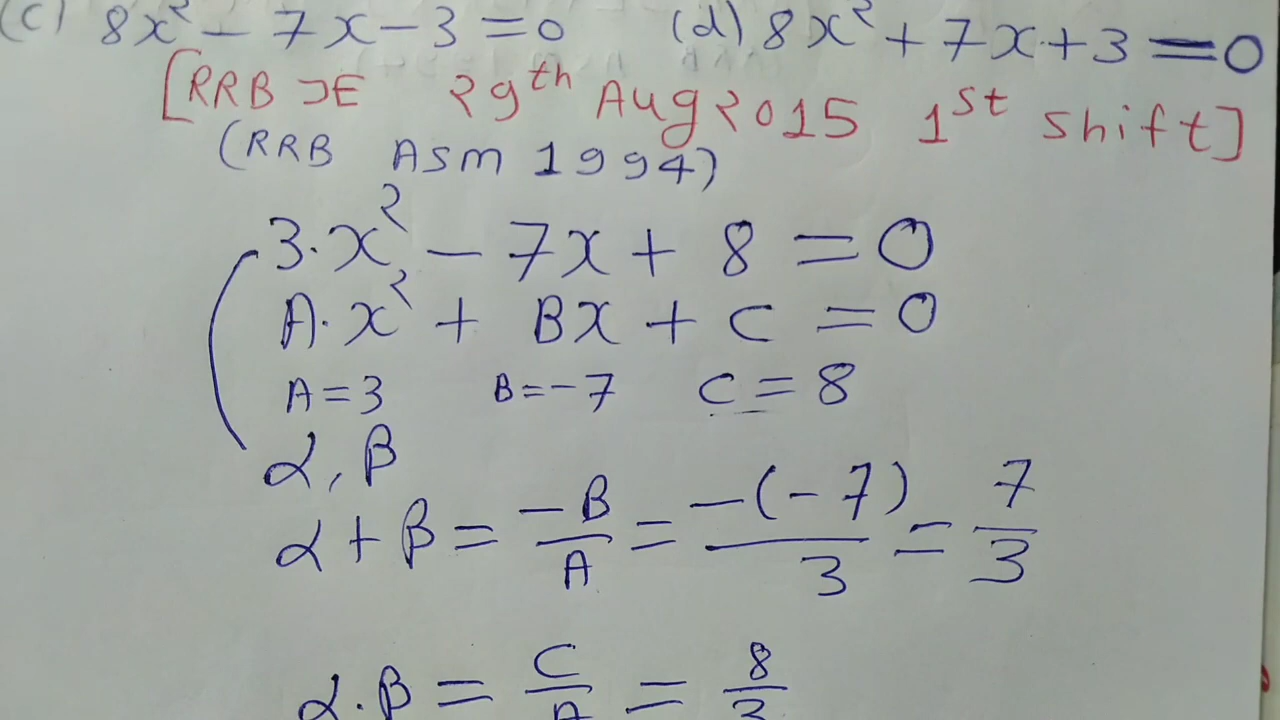 (c) 8x² - 7x - 3 = 0 (d) 8x² + 7x + 3 = 0
[RRB JE 29th Aug 2015 1st shift]
(RRB ASM 1994)
3·x² - 7x + 8 = 0
A·x² + Bx + C = 0
A = 3 B = -7 C = 8
α, β
α + β = -B/A = -(-7)/3 = 7/3
α·β = C/A = 8/3